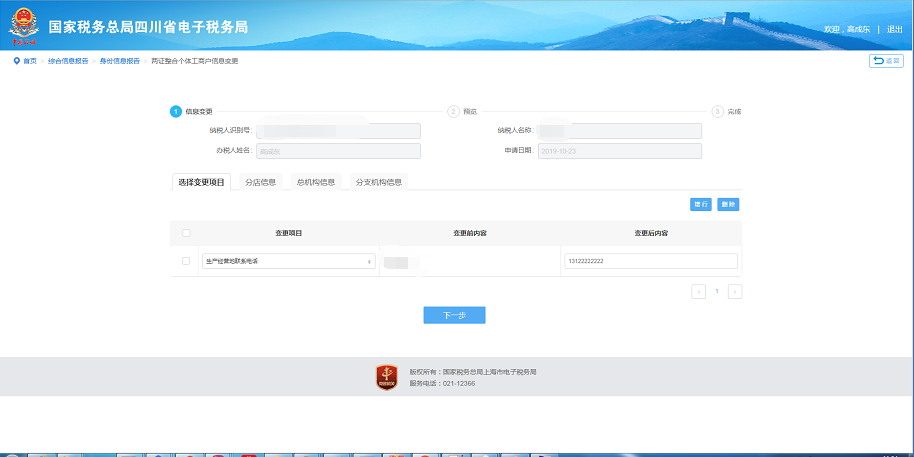 国家税务总局四川省电子税务局
欢迎，高成东 | 退出
首页 > 综合信息报告 > 身份信息报告 > 两证整合个体工商户信息变更
返回
1 信息变更
2 预览
3 完成
纳税人识别号：
纳税人名称：
办税人姓名： 高成东
申请日期： 2019-10-23
选择变更项目 分店信息 总机构信息 分支机构信息
增行 删除
变更项目 变更前内容 变更后内容
生产经营地联系电话 13122222222
< 1 >
下一步
版权所有：国家税务总局上海市电子税务局
服务电话：021-12366